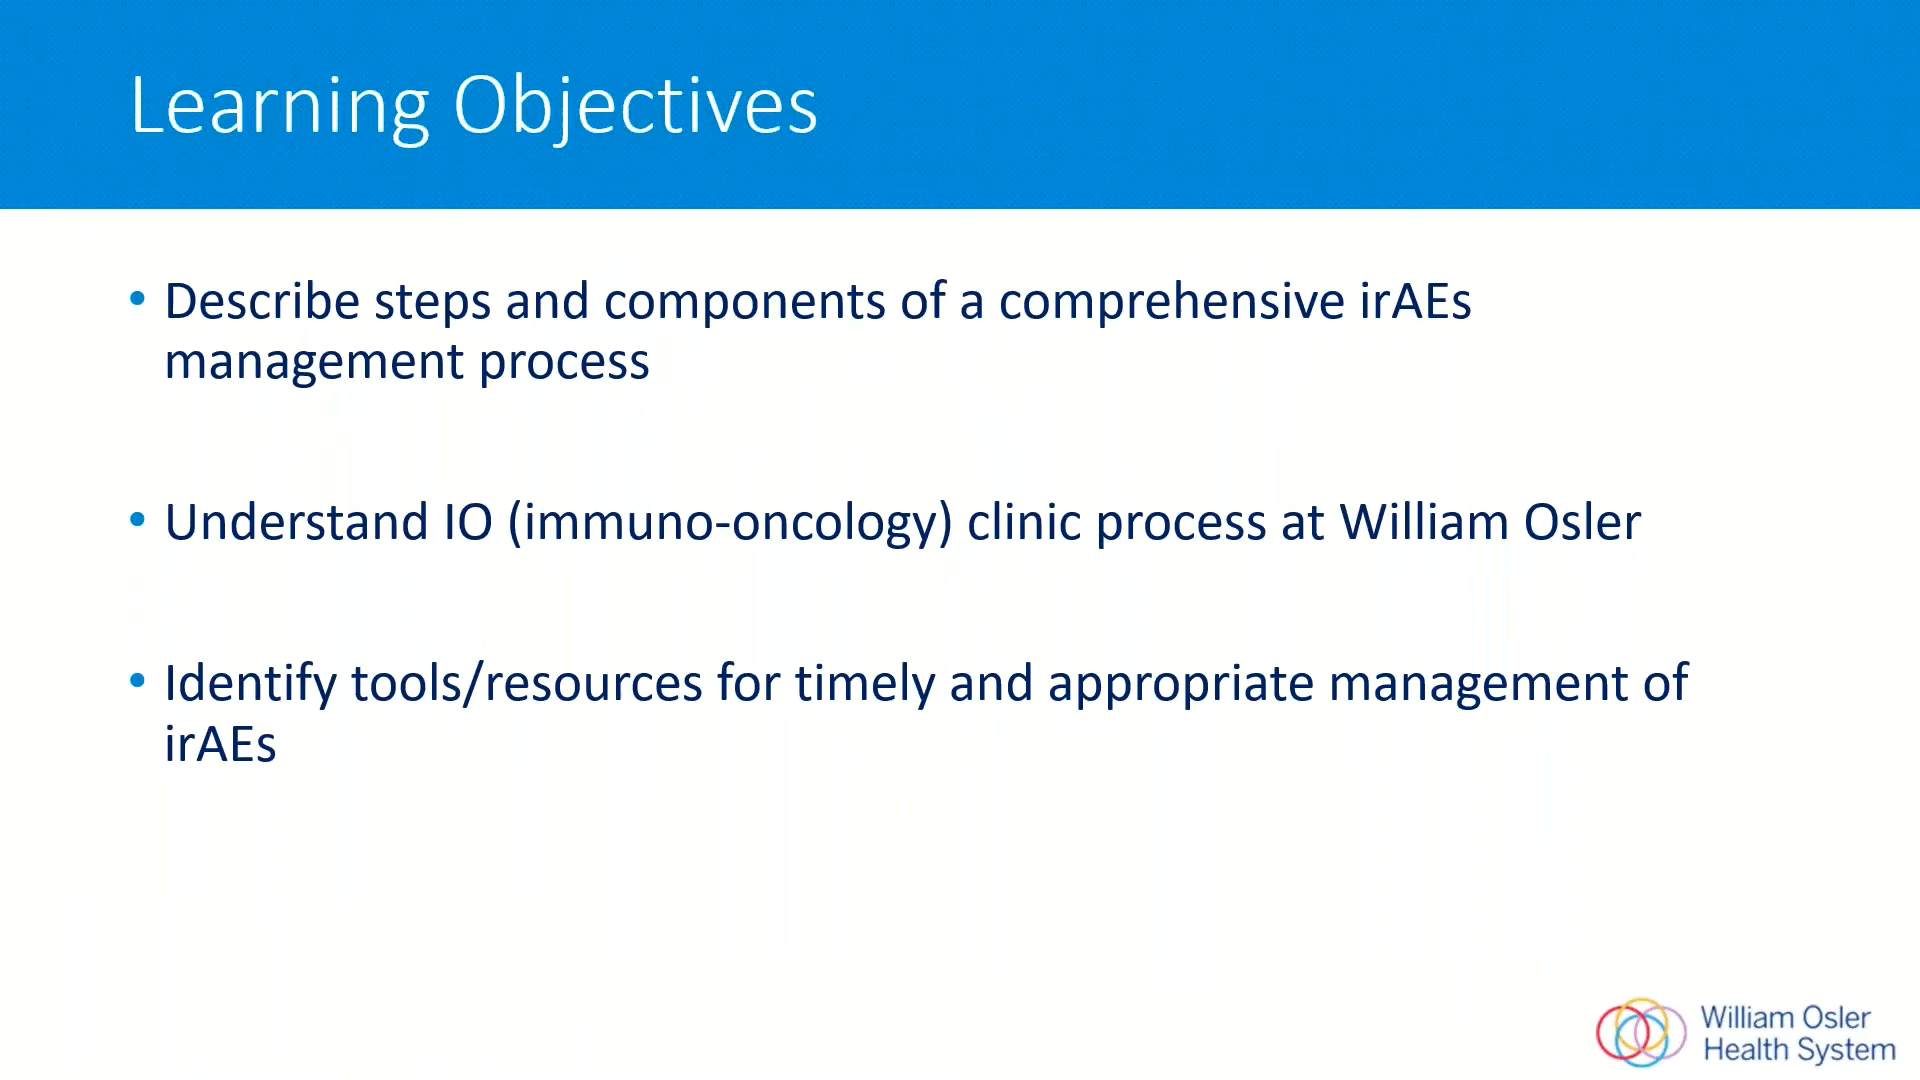 Learning Objectives
• Describe steps and components of a comprehensive irAEs
management process
• Understand IO (immuno-oncology) clinic process at William Osler
• Identify tools/resources for timely and appropriate management of
irAEs
William Osler
Health System